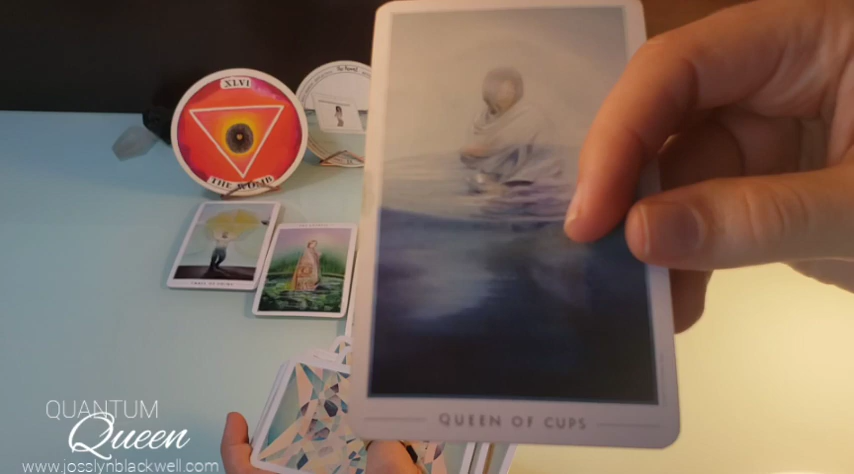 XLVI
THE WOMB
QUEEN OF CUPS
QUANTUM
Queen
www.josslynblackwell.com